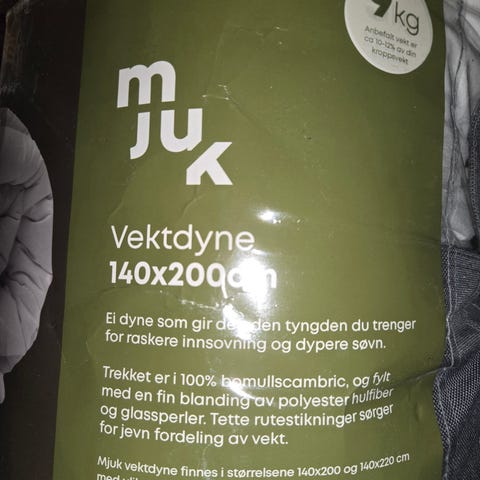 kg
Anbefalt vekt er
ca 10-12% av din
kroppsvekt
mjuk
Vektdyne
140x200cm
Ei dyne som gir deg den tyngden du trenger
for raskere innsovning og dypere søvn.
Trekket er i 100% bomullscambric, og fylt
med en fin blanding av polyester hulfiber
og glassperler. Tette rutestikninger sørger
for jevn fordeling av vekt.
Mjuk vektdyne finnes i størrelsene 140x200 og 140x220 cm
med